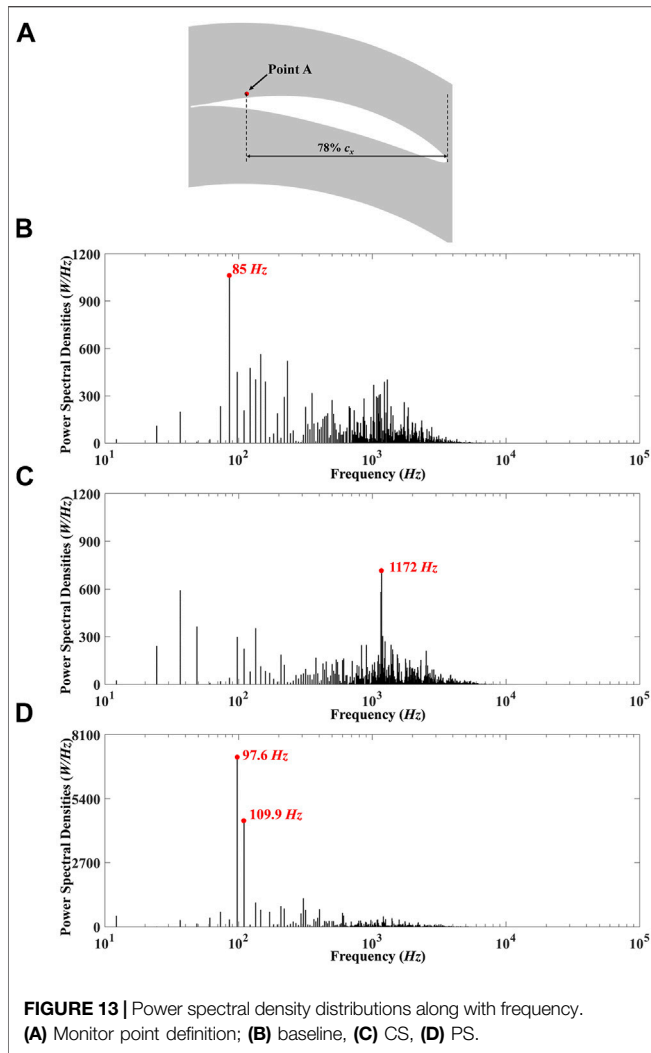 A
Point A
78% cx
B
Power Spectral Densities (W/Hz)
1200
900
600
300
0
85 Hz
10¹ 10² 10³ 10⁴ 10⁵
Frequency (Hz)
C
Power Spectral Densities (W/Hz)
1200
900
600
300
0
1172 Hz
10¹ 10² 10³ 10⁴ 10⁵
Frequency (Hz)
D
Power Spectral Densities (W/Hz)
8100
5400
2700
0
97.6 Hz
109.9 Hz
10¹ 10² 10³ 10⁴ 10⁵
Frequency (Hz)
FIGURE 13 | Power spectral density distributions along with frequency.
(A) Monitor point definition; (B) baseline, (C) CS, (D) PS.